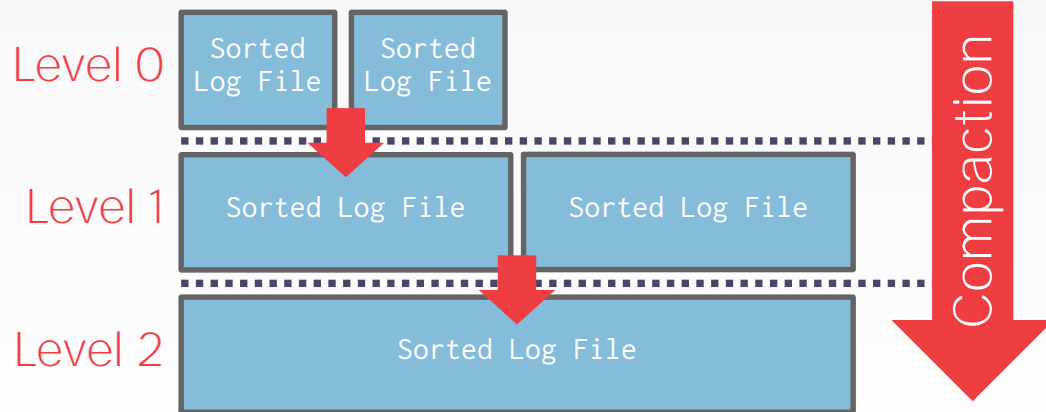 Level 0
Sorted
Log File
Sorted
Log File
Level 1
Sorted Log File
Sorted Log File
Level 2
Sorted Log File
Compaction